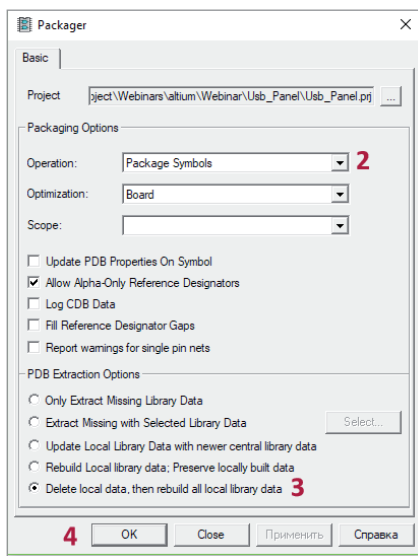 Packager
Basic
Project
oject\Webinars\altium\Webinar\Usb_Panel\Usb_Panel.prj
...
Packaging Options
Operation: Package Symbols 2
Optimization: Board
Scope:
Update PDB Properties On Symbol
Allow Alpha-Only Reference Designators
Log CDB Data
Fill Reference Designator Gaps
Report warnings for single pin nets
PDB Extraction Options
Only Extract Missing Library Data
Extract Missing with Selected Library Data Select...
Update Local Library Data with newer central library data
Rebuild Local library data; Preserve locally built data
Delete local data, then rebuild all local library data 3
4 OK Close Применить Справка